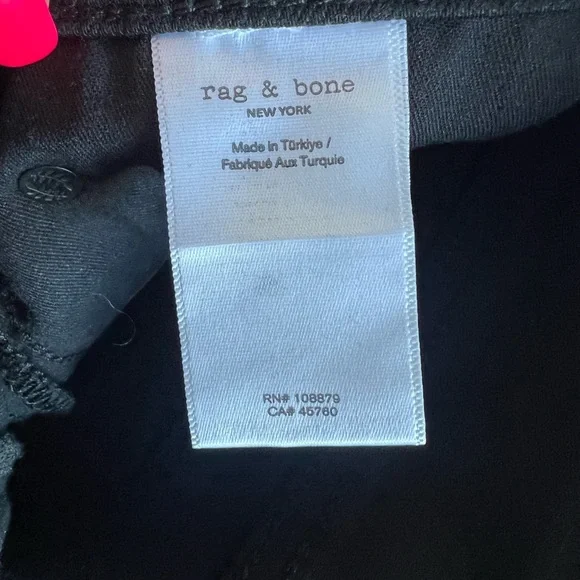 rag & bone
NEW YORK
Made in Türkiye /
Fabriqué Aux Turquie
RN# 108879
CA# 45760